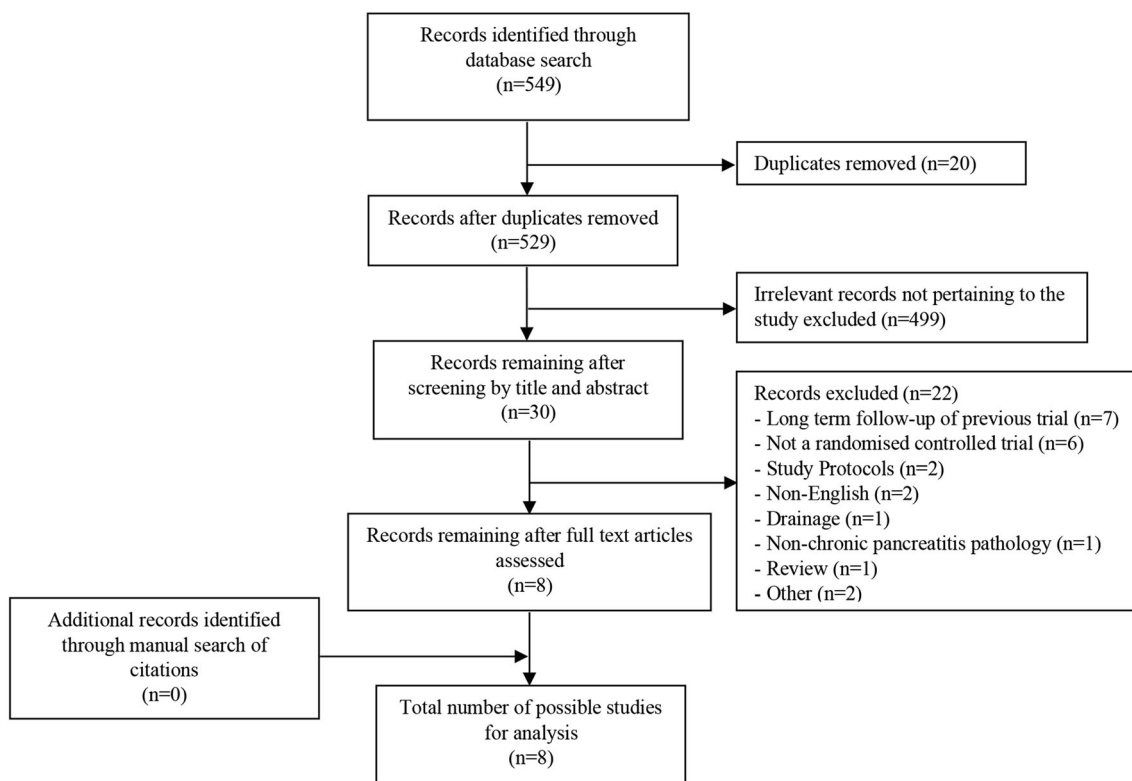 Records identified through
database search
(n=549)
Duplicates removed (n=20)
Records after duplicates removed
(n=529)
Irrelevant records not pertaining to the
study excluded (n=499)
Records remaining after
screening by title and abstract
(n=30)
Records excluded (n=22)
- Long term follow-up of previous trial (n=7)
- Not a randomised controlled trial (n=6)
- Study Protocols (n=2)
- Non-English (n=2)
- Drainage (n=1)
- Non-chronic pancreatitis pathology (n=1)
- Review (n=1)
- Other (n=2)
Records remaining after full text articles
assessed
(n=8)
Additional records identified
through manual search of
citations
(n=0)
Total number of possible studies
for analysis
(n=8)